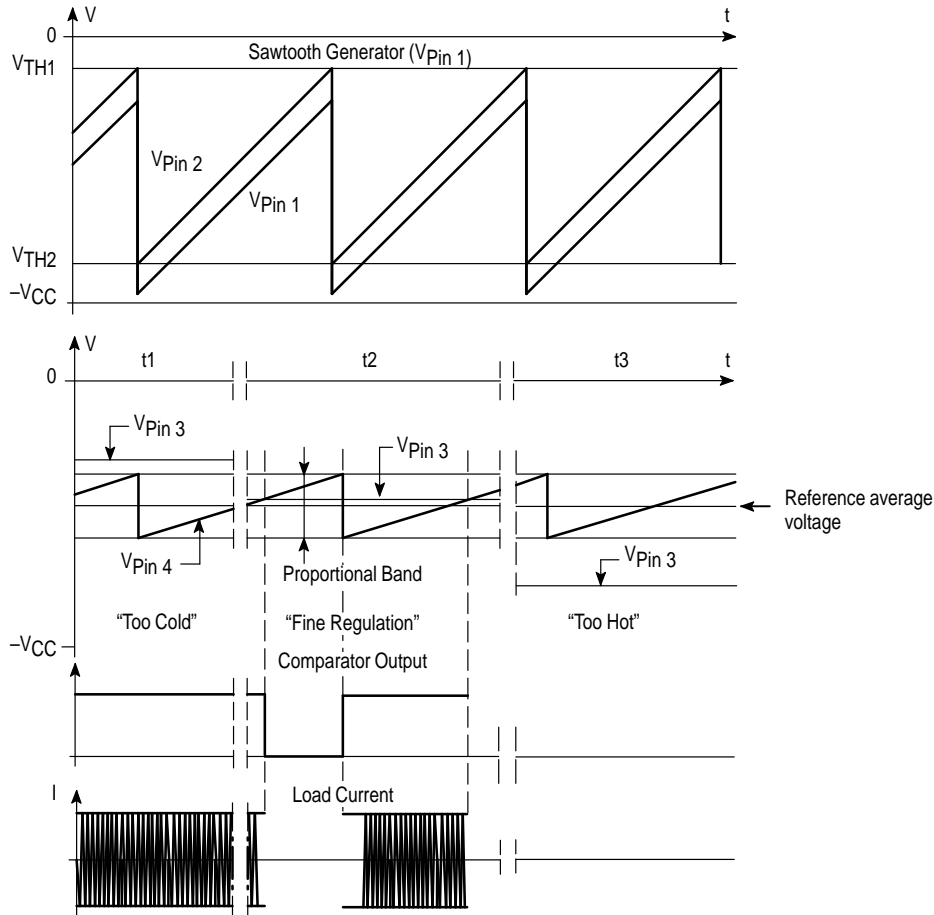 V
t
0
Sawtooth Generator (VPin 1)
VTH1
VPin 2
VPin 1
VTH2
–VCC
V
t1
t2
t3
t
0
VPin 3
VPin 3
Reference average
voltage
VPin 4
Proportional Band
VPin 3
“Too Cold”
“Fine Regulation”
“Too Hot”
–VCC
Comparator Output
I
Load Current